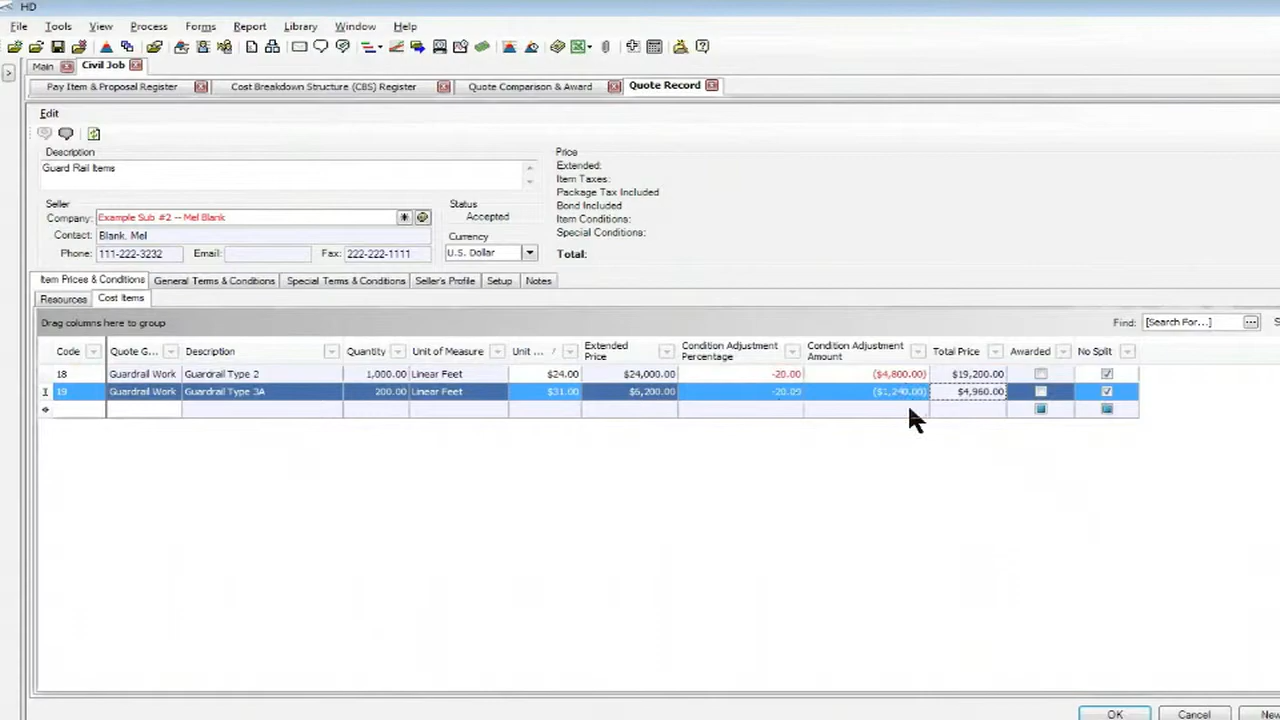 HD
File Tools View Process Forms Report Library Window Help
Main Civil Job
Pay Item & Proposal Register Cost Breakdown Structure (CBS) Register Quote Comparison & Award Quote Record
Edit
Description
Guard Rail Items
Seller
Company: Example Sub #2 -- Mel Blank
Contact: Blank, Mel
Phone: 111-222-3232 Email: Fax: 222-222-1111
Status
Accepted
Currency
U.S. Dollar
Price
Extended:
Item Taxes:
Package Tax Included
Bond Included
Item Conditions:
Special Conditions:
Total:
Item Prices & Conditions General Terms & Conditions Special Terms & Conditions Seller's Profile Setup Notes
Resources Cost Items
Drag columns here to group Find: [Search For...] ...
Code Quote G... Description Quantity Unit of Measure Unit ... / Extended Price Condition Adjustment Percentage Condition Adjustment Amount Total Price Awarded No Split
18 Guardrail Work Guardrail Type 2 1,000.00 Linear Feet $24.00 $24,000.00 -20.00 ($4,800.00) $19,200.00
19 Guardrail Work Guardrail Type 3A 200.00 Linear Feet $31.00 $6,200.00 ($1,240.00) $4,960.00
OK Cancel New